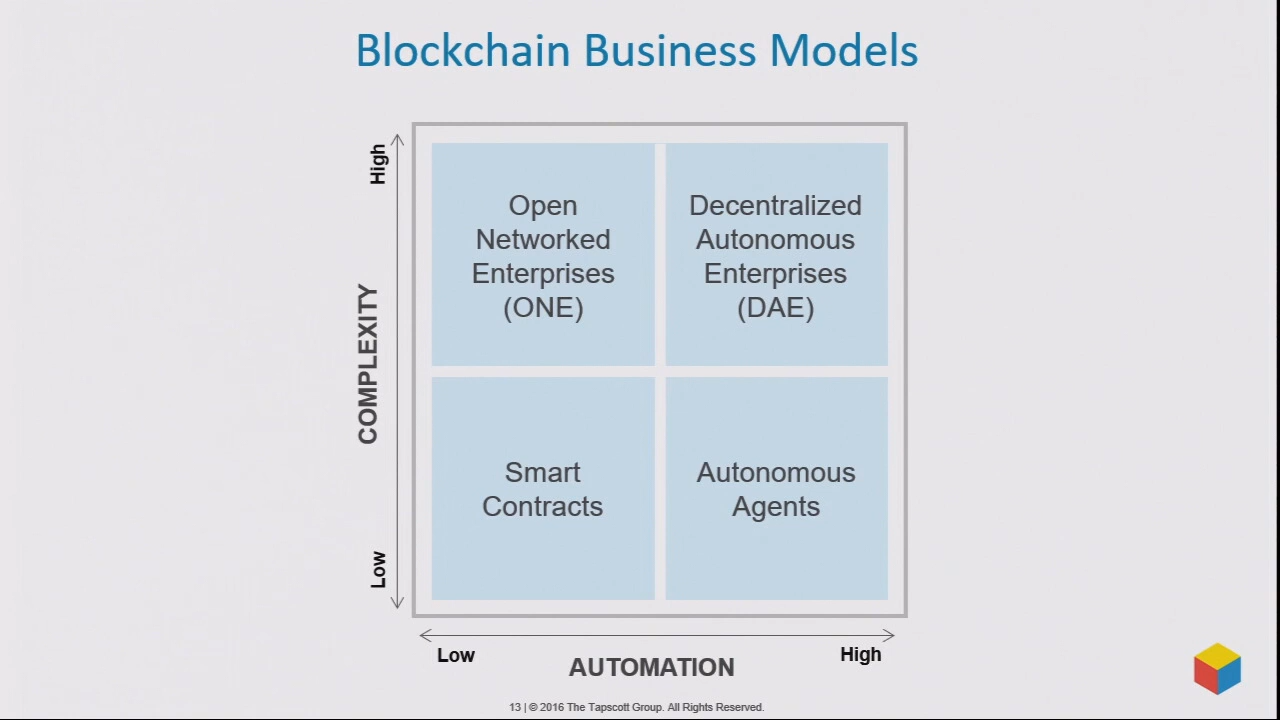 Blockchain Business Models
High
COMPLEXITY
Low
Open
Networked
Enterprises
(ONE)
Decentralized
Autonomous
Enterprises
(DAE)
Smart
Contracts
Autonomous
Agents
Low
AUTOMATION
High
13 | © 2016 The Tapscott Group. All Rights Reserved.